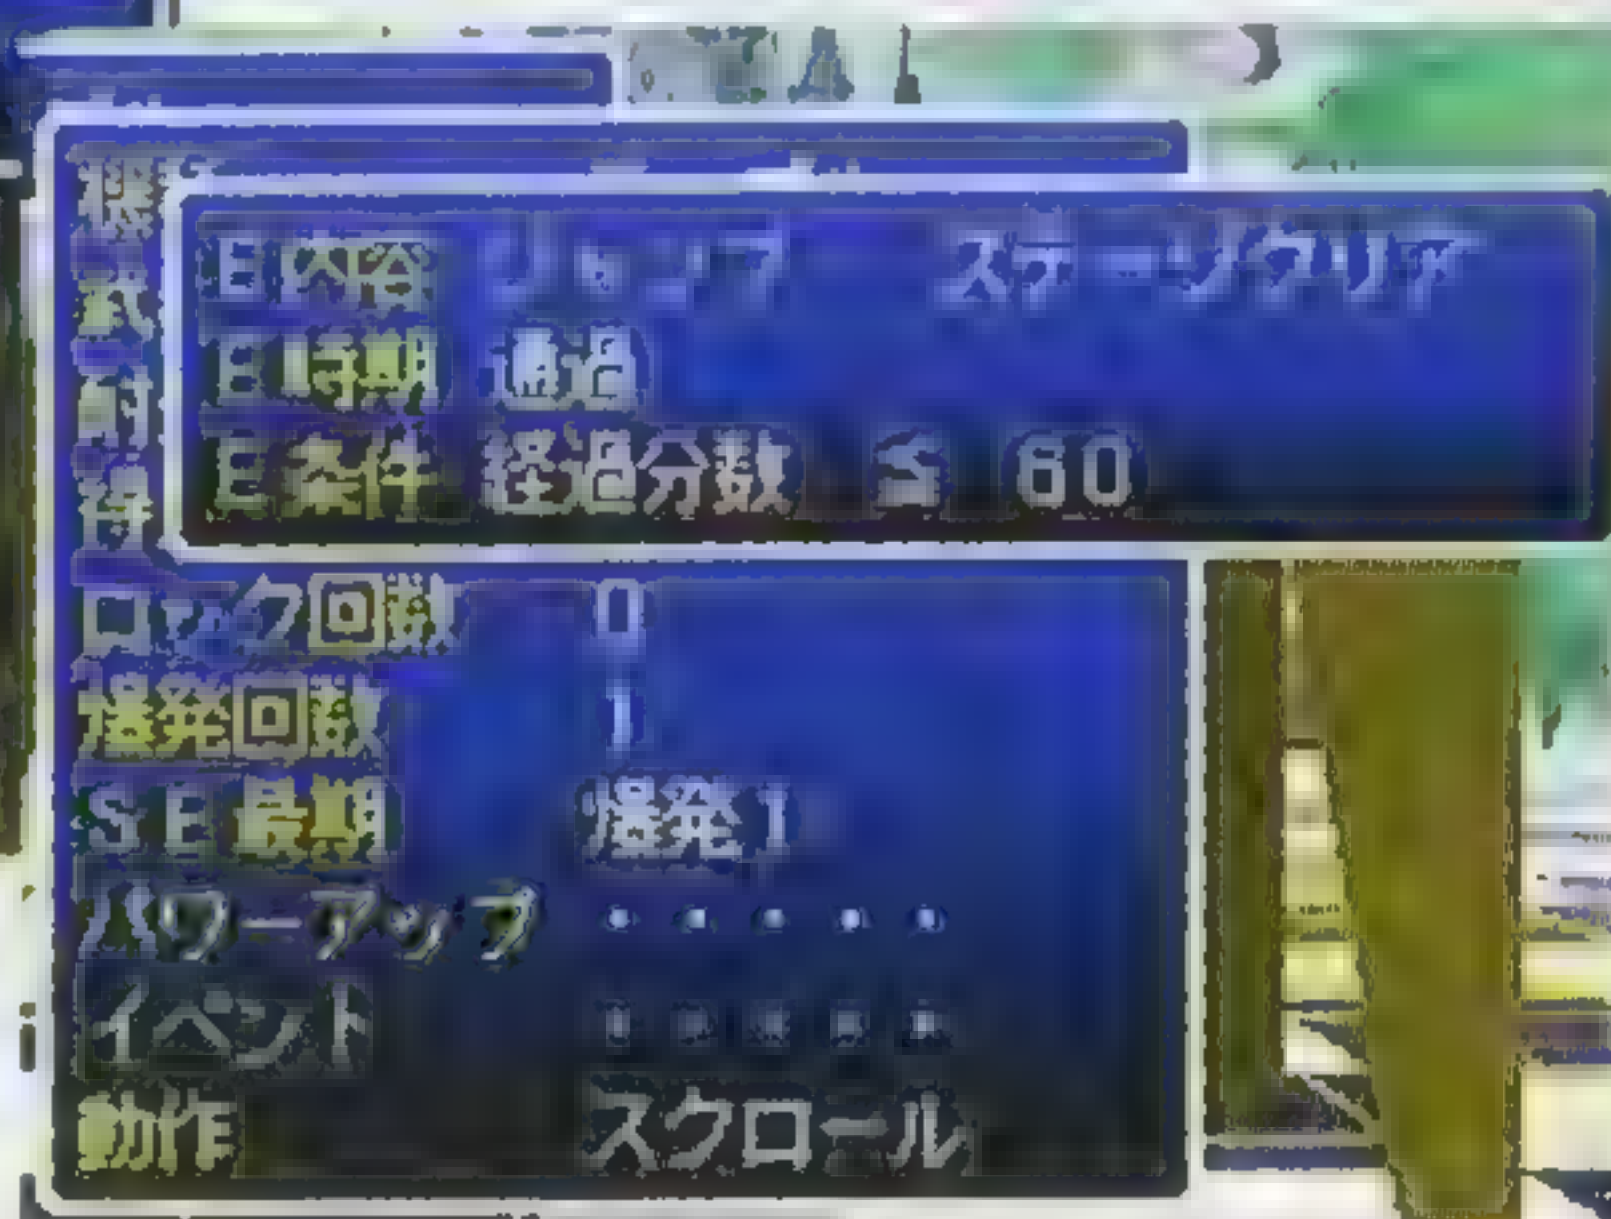 E内容 ジャンプ ステージクリア
E時期 通過
E条件 経過分数 ≦ 60
ロック回数 0
爆発回数 1
SE最期 爆発1
パワーアップ ・・・・・
イベント ・・・・・
動作 スクロール